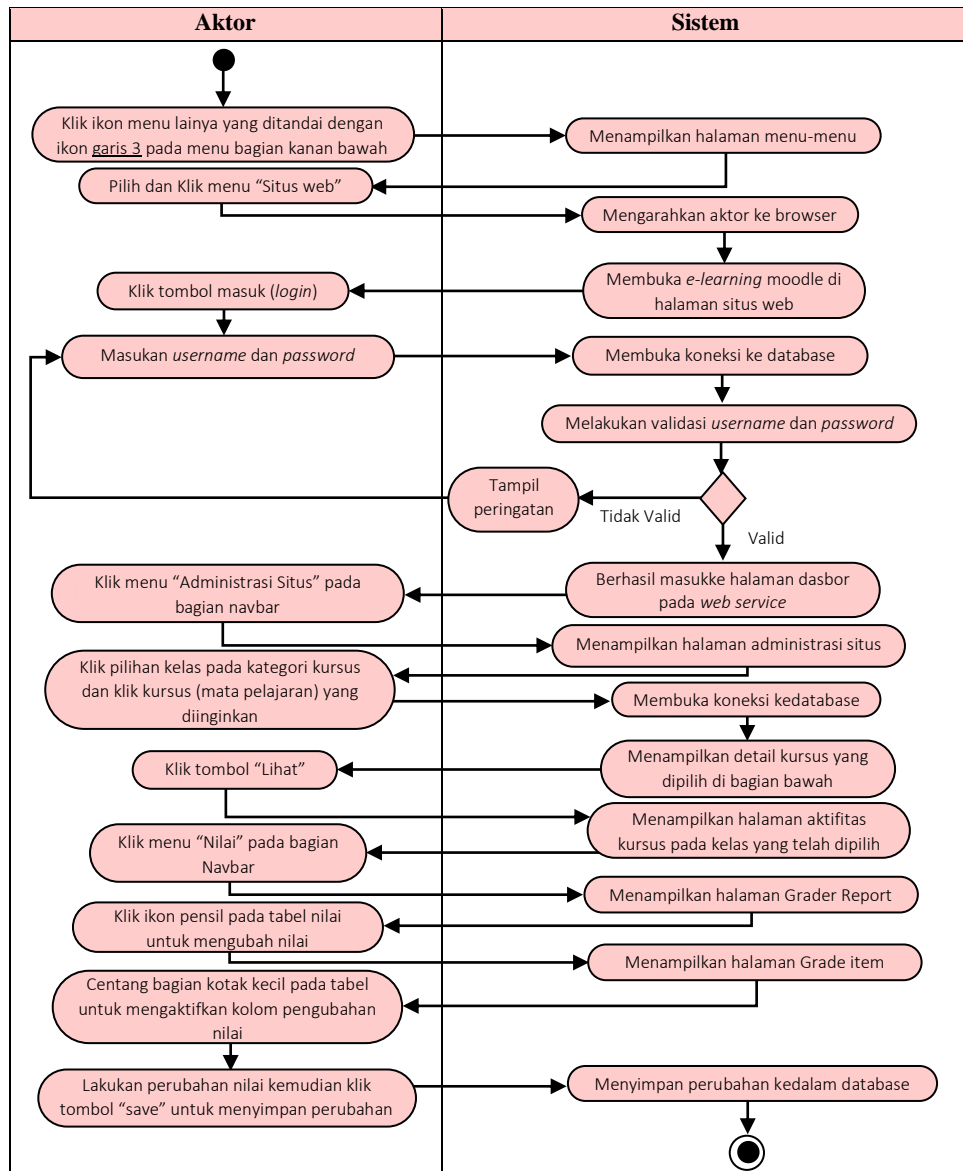 Aktor
Sistem
Klik ikon menu lainya yang ditandai dengan
ikon garis 3 pada menu bagian kanan bawah
Menampilkan halaman menu-menu
Pilih dan Klik menu “Situs web”
Mengarahkan aktor ke browser
Membuka e-learning moodle di
halaman situs web
Klik tombol masuk (login)
Masukan username dan password
Membuka koneksi ke database
Melakukan validasi username dan password
Tampil
peringatan
Tidak Valid
Valid
Berhasil masukke halaman dasbor
pada web service
Klik menu “Administrasi Situs” pada
bagian navbar
Menampilkan halaman administrasi situs
Klik pilihan kelas pada kategori kursus
dan klik kursus (mata pelajaran) yang
diinginkan
Membuka koneksi kedatabase
Menampilkan detail kursus yang
dipilih di bagian bawah
Klik tombol “Lihat”
Menampilkan halaman aktifitas
kursus pada kelas yang telah dipilih
Klik menu “Nilai” pada bagian
Navbar
Menampilkan halaman Grader Report
Klik ikon pensil pada tabel nilai
untuk mengubah nilai
Menampilkan halaman Grade item
Centang bagian kotak kecil pada tabel
untuk mengaktifkan kolom pengubahan
nilai
Lakukan perubahan nilai kemudian klik
tombol “save” untuk menyimpan perubahan
Menyimpan perubahan kedalam database